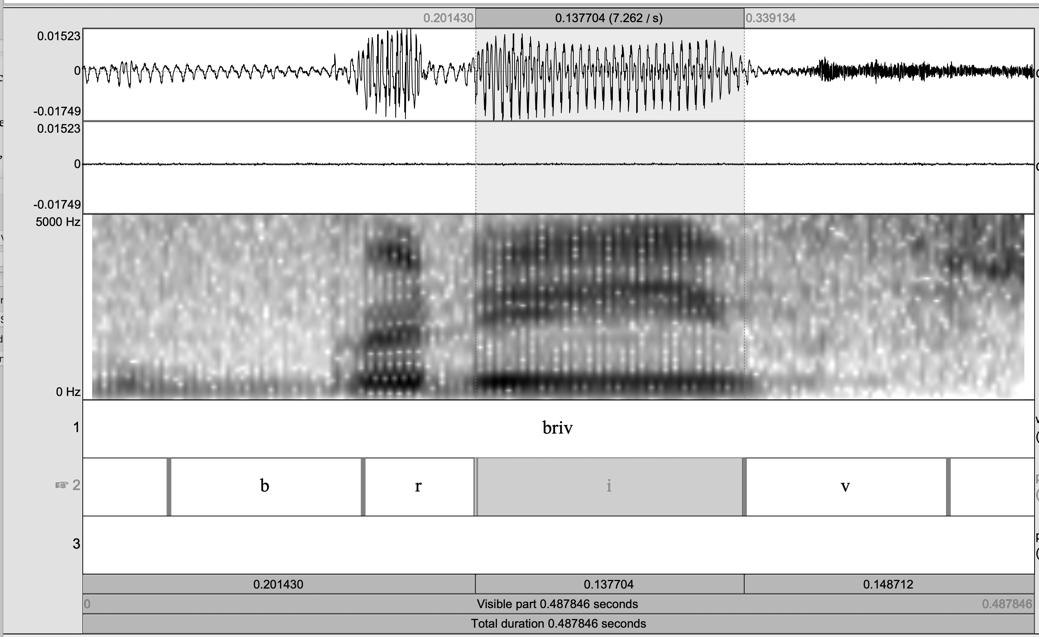 0.201430 0.137704 (7.262 / s) 0.339134
0.01523
0
-0.01749
0.01523
0
-0.01749
5000 Hz
0 Hz
1 briv
☞ 2 b r i v
3
0.201430 0.137704 0.148712
0 Visible part 0.487846 seconds 0.487846
Total duration 0.487846 seconds